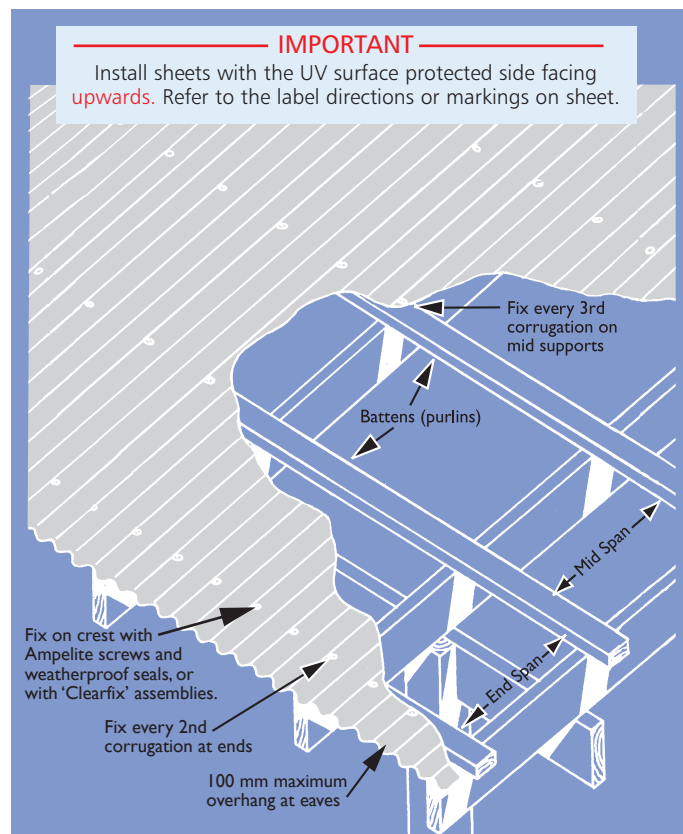 IMPORTANT
Install sheets with the UV surface protected side facing
upwards. Refer to the label directions or markings on sheet.
Fix every 3rd
corrugation on
mid supports
Battens (purlins)
Mid Span
End Span
Fix on crest with
Ampelite screws and
weatherproof seals, or
with ‘Clearfix’ assemblies.
Fix every 2nd
corrugation at ends
100 mm maximum
overhang at eaves